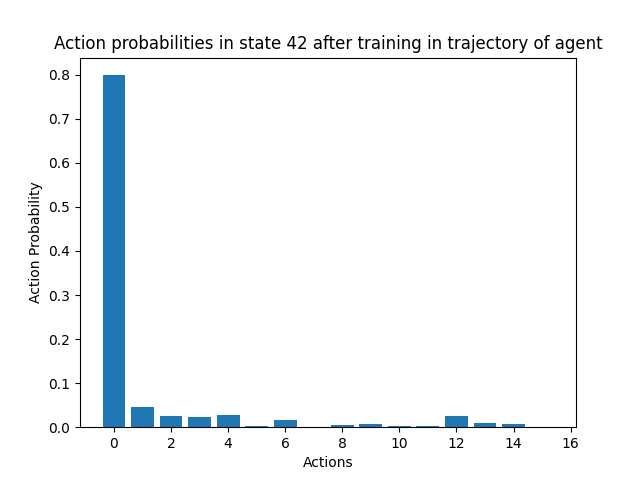 Action probabilities in state 42 after training in trajectory of agent
0.8
0.7
0.6
0.5
0.4
0.3
0.2
0.1
0.0
Action Probability
0 2 4 6 8 10 12 14 16
Actions